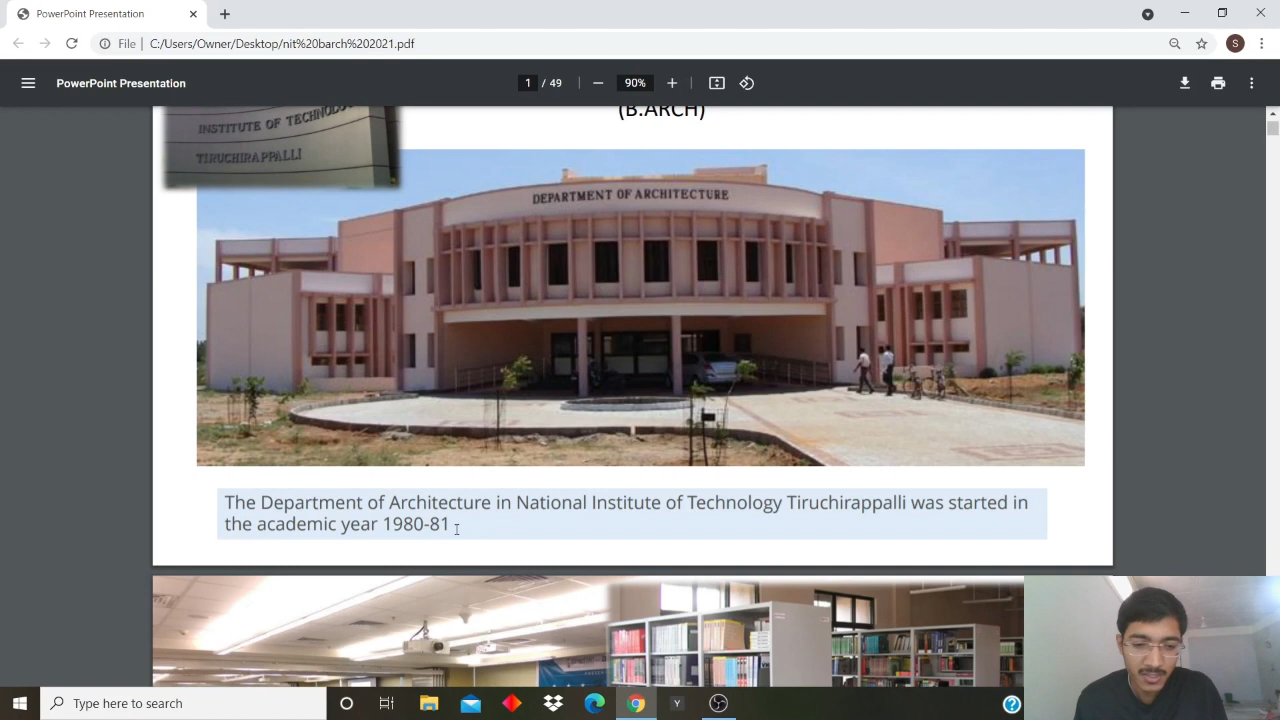 PowerPoint Presentation
File
C:/Users/Owner/Desktop/nit%20barch%202021.pdf
S
PowerPoint Presentation
1 / 49
90%
(B.ARCH)
INSTITUTE OF TECHNOLOGY
TIRUCHIRAPPALLI
DEPARTMENT OF ARCHITECTURE
The Department of Architecture in National Institute of Technology Tiruchirappalli was started in
the academic year 1980-81
Type here to search
Y